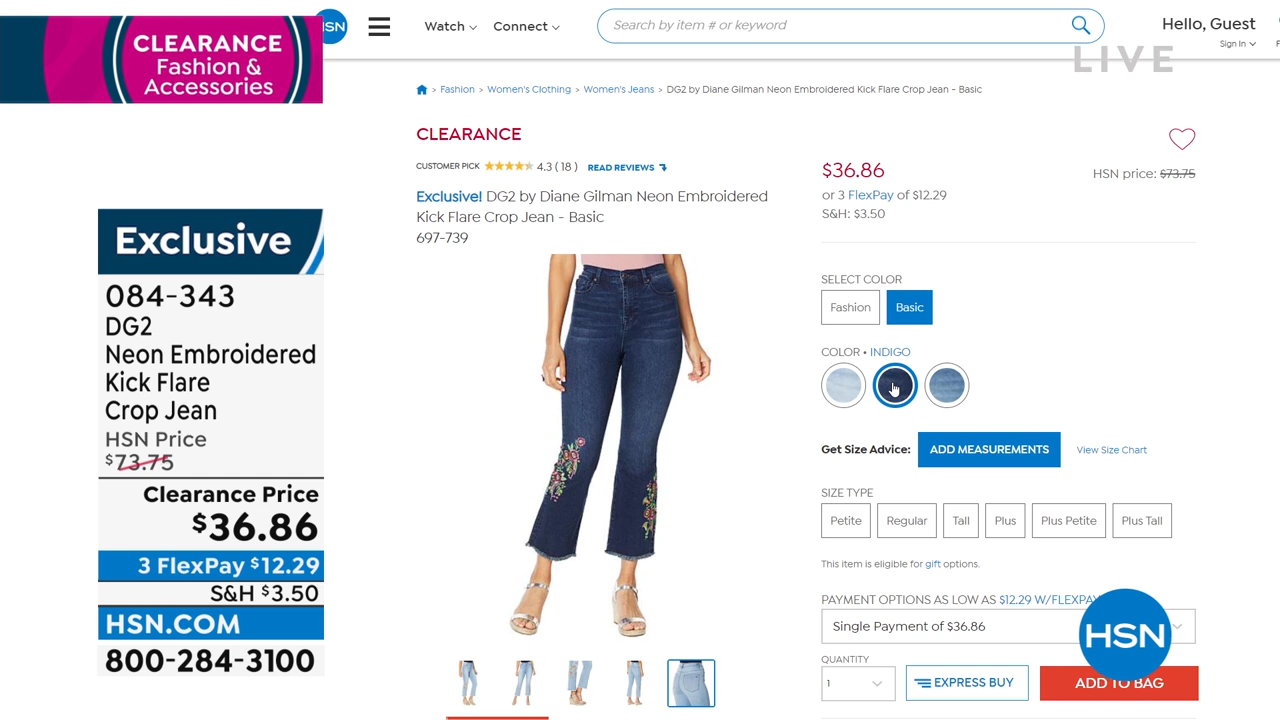 CLEARANCE
Fashion &
Accessories
HSN
Watch
Connect
Search by item # or keyword
Hello, Guest
Sign In
LIVE
Fashion > Women's Clothing > Women's Jeans > DG2 by Diane Gilman Neon Embroidered Kick Flare Crop Jean - Basic
CLEARANCE
CUSTOMER PICK 4.3 ( 18 ) READ REVIEWS
Exclusive! DG2 by Diane Gilman Neon Embroidered
Kick Flare Crop Jean - Basic
697-739
$36.86
HSN price: $73.75
or 3 FlexPay of $12.29
S&H: $3.50
SELECT COLOR
Fashion
Basic
COLOR • INDIGO
Get Size Advice:
ADD MEASUREMENTS
View Size Chart
SIZE TYPE
Petite
Regular
Tall
Plus
Plus Petite
Plus Tall
This item is eligible for gift options.
PAYMENT OPTIONS AS LOW AS $12.29 W/FLEXPAY
Single Payment of $36.86
QUANTITY
1
EXPRESS BUY
ADD TO BAG
HSN
Exclusive
084-343
DG2
Neon Embroidered
Kick Flare
Crop Jean
HSN Price
$73.75
Clearance Price
$36.86
3 FlexPay $12.29
S&H $3.50
HSN.COM
800-284-3100